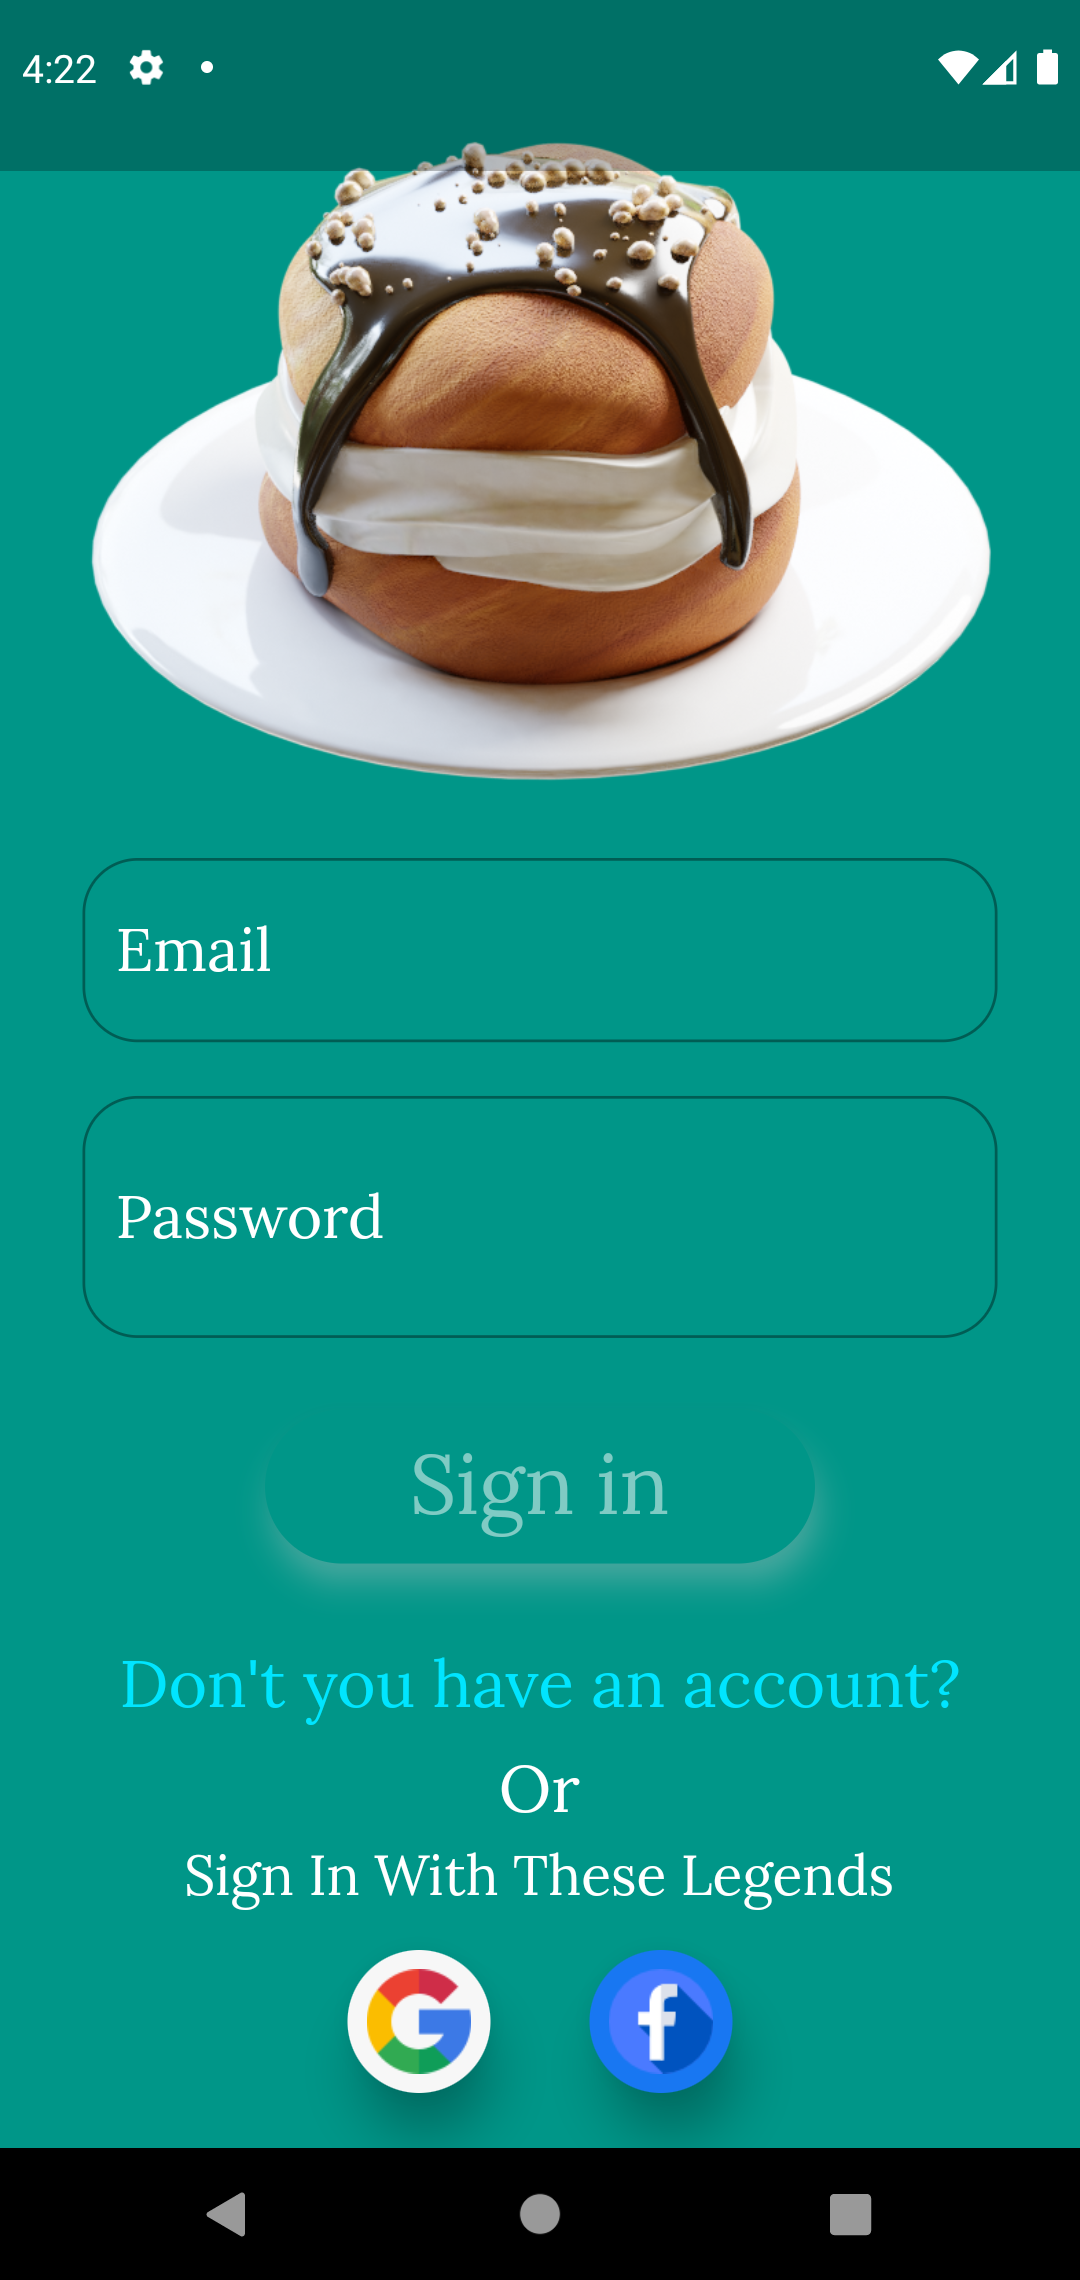 4:22
Email
Password
Sign in
Don't you have an account?
Or
Sign In With These Legends